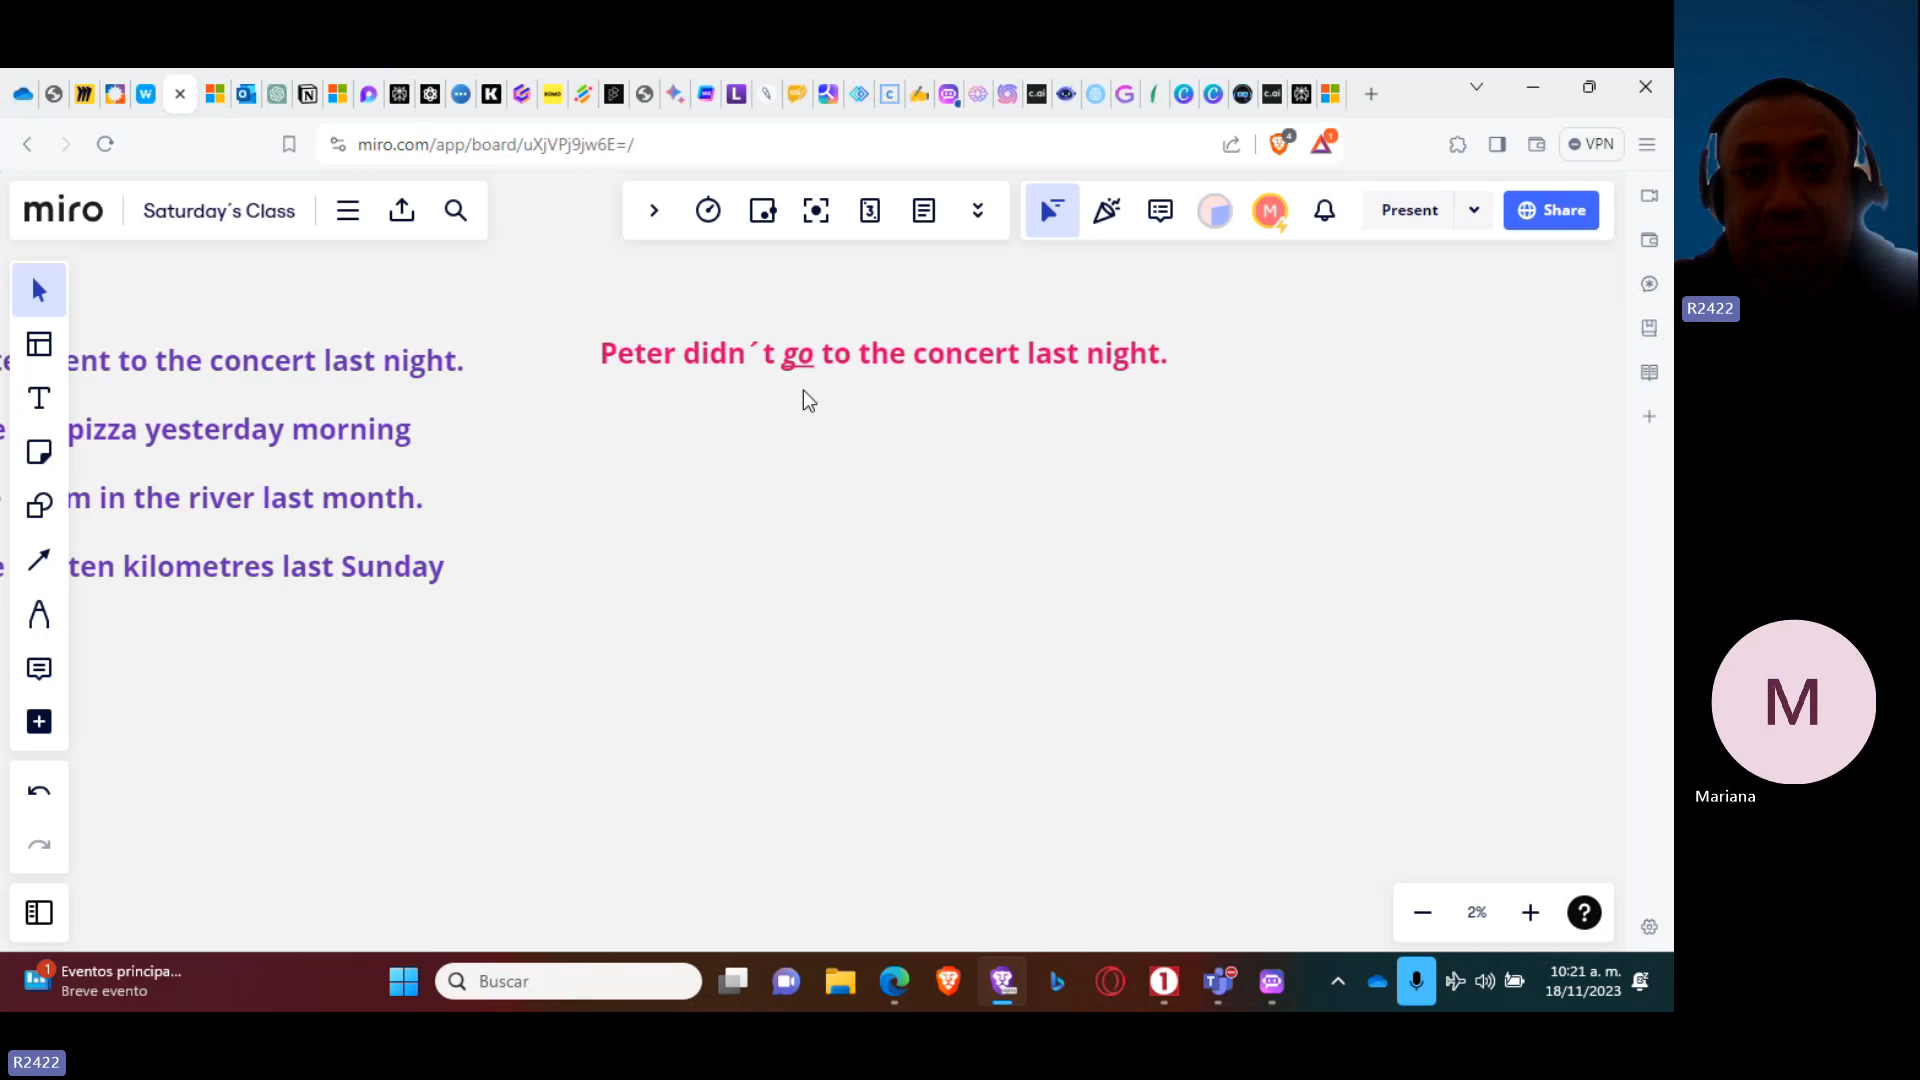 miro.com/app/board/uXjVPj9jw6E=/
VPN
miro
Saturday´s Class
Present
Share
ent to the concert last night.
pizza yesterday morning
m in the river last month.
ten kilometres last Sunday
Peter didn´t go to the concert last night.
2%
R2422
M
Mariana
1
Eventos principa...
Breve evento
Buscar
10:21 a. m.
18/11/2023
R2422